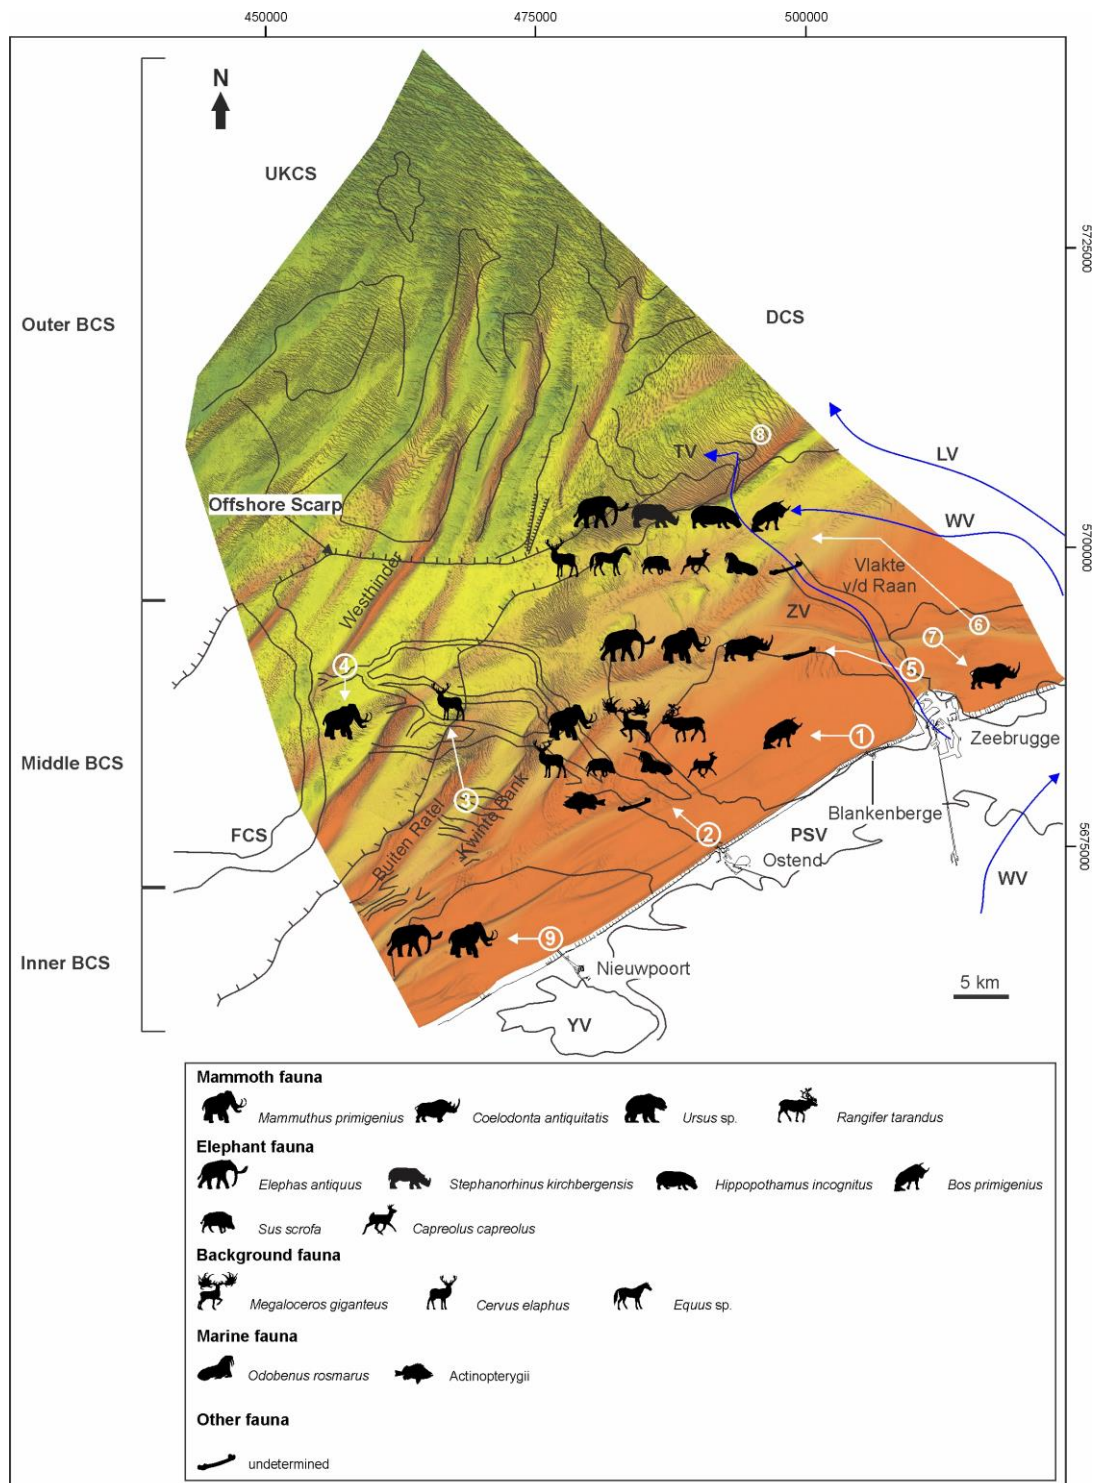 450000 475000 500000
N
UKCS
5725000
Outer BCS
DCS
8
TV
LV
Offshore Scarp
WV
5700000
Westhinder
Vlakte
v/d Raan
ZV
6
7
4
5
1
Zeebrugge
Middle BCS
3
Kwinte Bank
Buiten Ratel
Blankenberge
FCS
2
PSV
Ostend
5675000
WV
9
Inner BCS
Nieuwpoort
5 km
YV
Mammoth fauna
Mammuthus primigenius Coelodonta antiquitatis Ursus sp. Rangifer tarandus
Elephant fauna
Elephas antiquus Stephanorhinus kirchbergensis Hippopothamus incognitus Bos primigenius
Sus scrofa Capreolus capreolus
Background fauna
Megaloceros giganteus Cervus elaphus Equus sp.
Marine fauna
Odobenus rosmarus Actinopterygii
Other fauna
undetermined